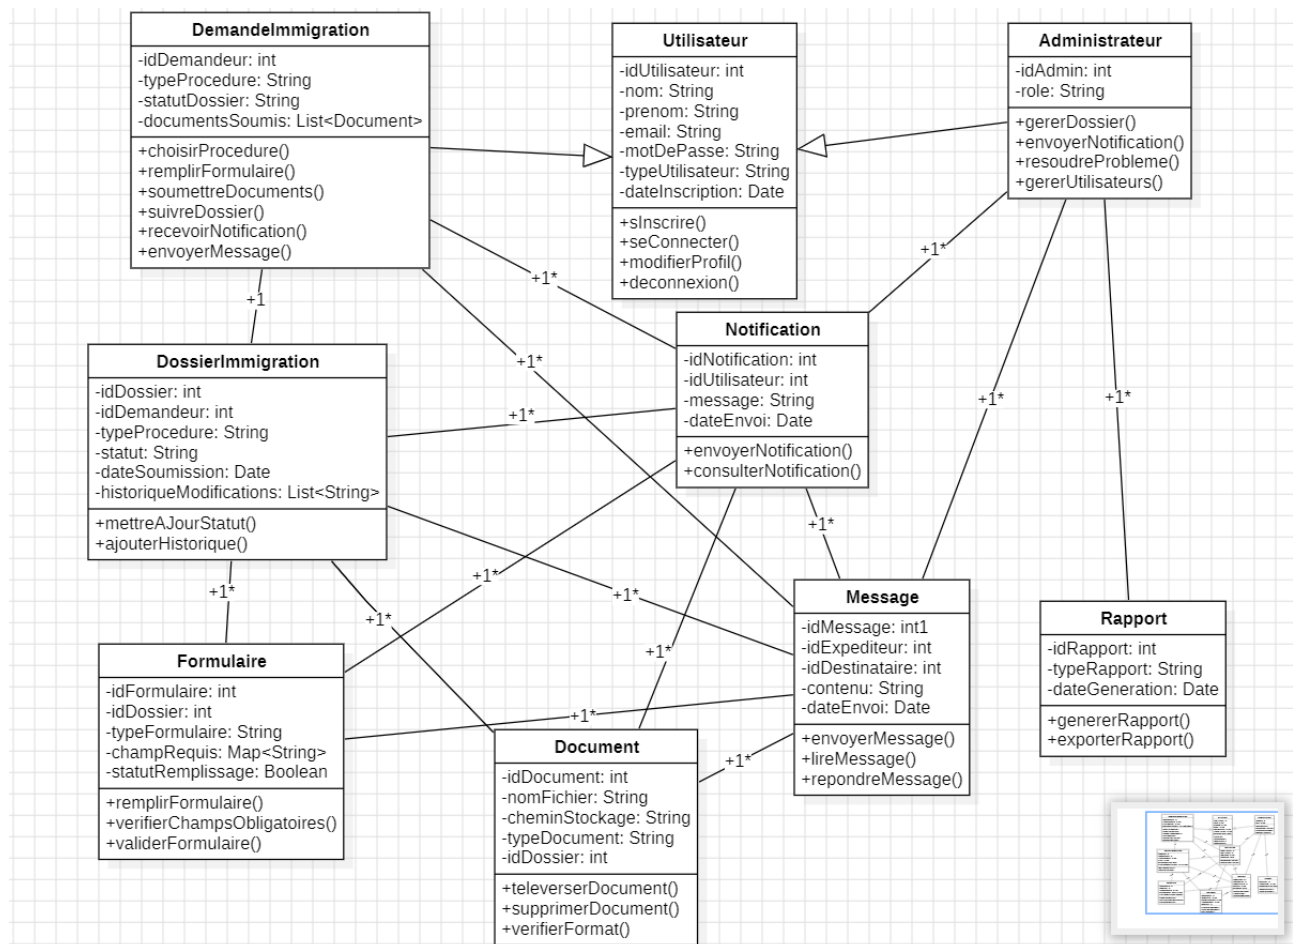 DemandeImmigration
-idDemandeur: int
-typeProcedure: String
-statutDossier: String
-documentsSoumis: List<Document>
+choisirProcedure()
+remplirFormulaire()
+soumettreDocuments()
+suivreDossier()
+recevoirNotification()
+envoyerMessage()
Utilisateur
-idUtilisateur: int
-nom: String
-prenom: String
-email: String
-motDePasse: String
-typeUtilisateur: String
-dateInscription: Date
+sInscrire()
+seConnecter()
+modifierProfil()
+deconnexion()
Administrateur
-idAdmin: int
-role: String
+gererDossier()
+envoyerNotification()
+resoudreProbleme()
+gererUtilisateurs()
+1*
+1*
+1
Notification
-idNotification: int
-idUtilisateur: int
-message: String
-dateEnvoi: Date
+envoyerNotification()
+consulterNotification()
DossierImmigration
-idDossier: int
-idDemandeur: int
-typeProcedure: String
-statut: String
-dateSoumission: Date
-historiqueModifications: List<String>
+mettreAJourStatut()
+ajouterHistorique()
+1*
+1*
+1*
+1*
+1*
+1*
+1*
+1*
+1*
Message
-idMessage: int1
-idExpediteur: int
-idDestinataire: int
-contenu: String
-dateEnvoi: Date
+envoyerMessage()
+lireMessage()
+repondreMessage()
Rapport
-idRapport: int
-typeRapport: String
-dateGeneration: Date
+genererRapport()
+exporterRapport()
+1*
Formulaire
-idFormulaire: int
-idDossier: int
-typeFormulaire: String
-champRequis: Map<String>
-statutRemplissage: Boolean
+remplirFormulaire()
+verifierChampsObligatoires()
+validerFormulaire()
+1*
+1*
Document
-idDocument: int
-nomFichier: String
-cheminStockage: String
-typeDocument: String
-idDossier: int
+televerserDocument()
+supprimerDocument()
+verifierFormat()